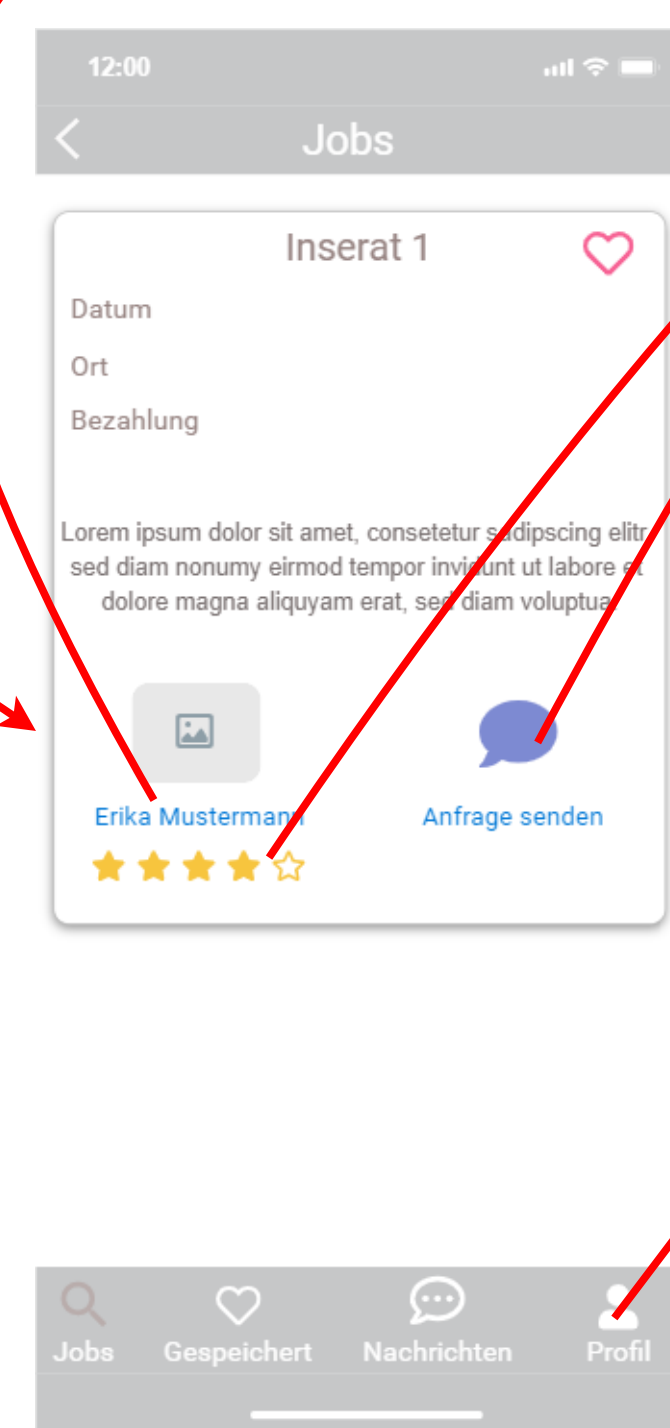 12:00
Jobs
Inserat 1
Datum
Ort
Bezahlung
Lorem ipsum dolor sit amet, consetetur sadipscing elitr,
sed diam nonumy eirmod tempor invidunt ut labore et
dolore magna aliquyam erat, sed diam voluptua.
Erika Mustermann
Anfrage senden
Jobs
Gespeichert
Nachrichten
Profil